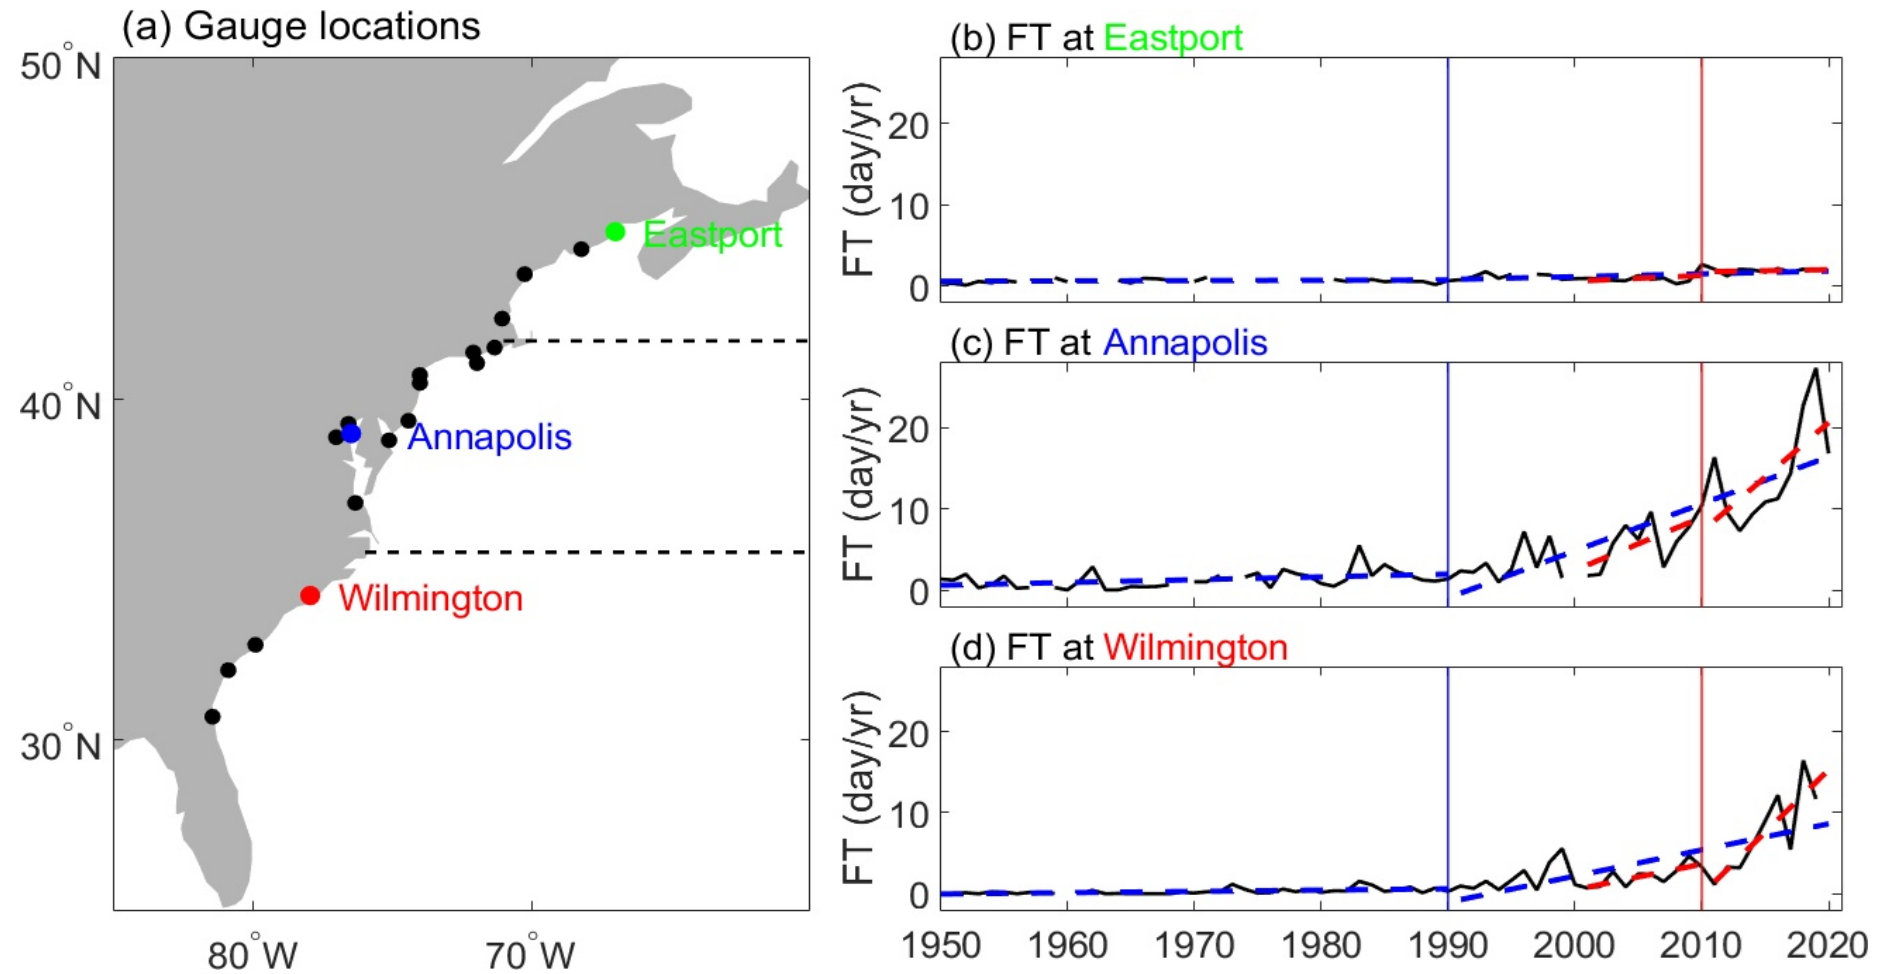 (a) Gauge locations
50°N
40°N
30°N
80°W
70°W
Eastport
Annapolis
Wilmington
(b) FT at Eastport
FT (day/yr)
20
10
0
(c) FT at Annapolis
FT (day/yr)
20
10
0
(d) FT at Wilmington
FT (day/yr)
20
10
0
1950 1960 1970 1980 1990 2000 2010 2020